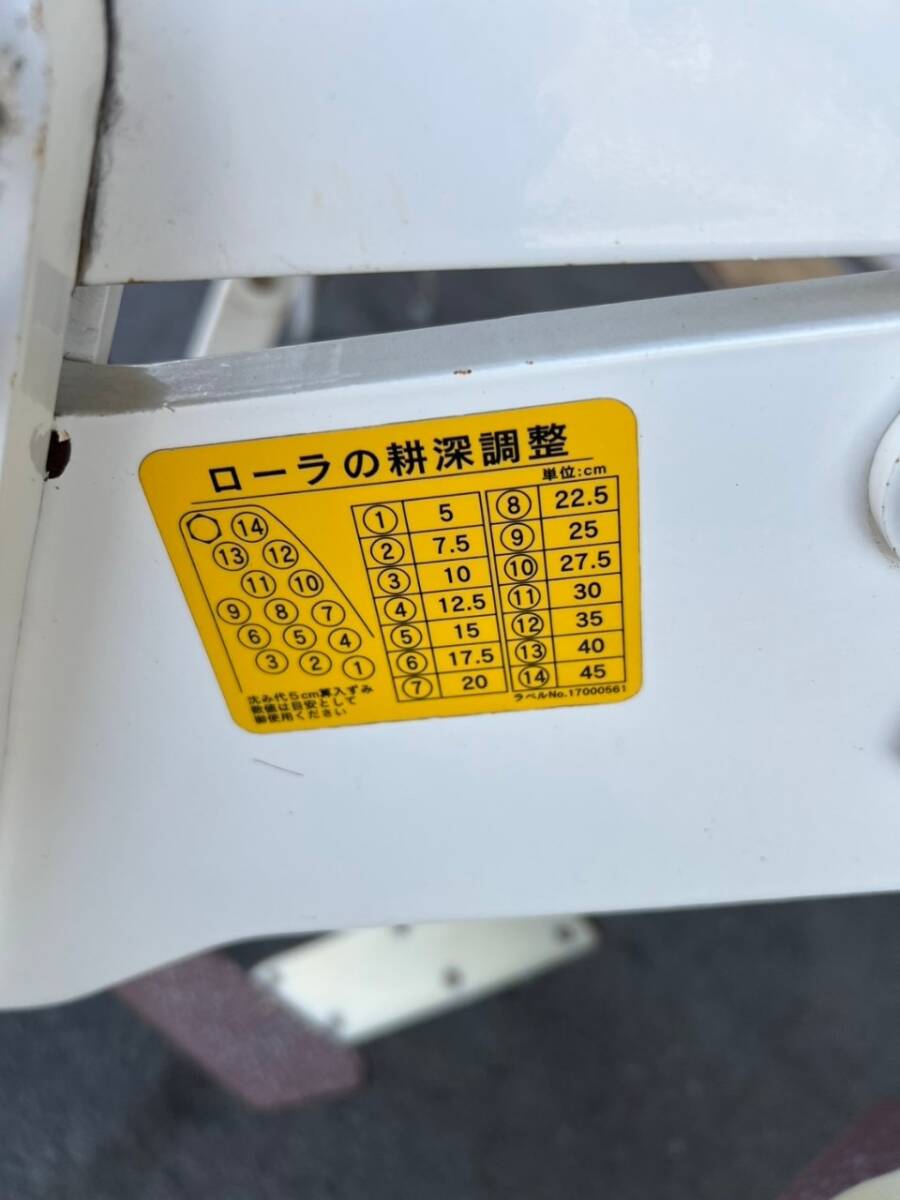 ローラの耕深調整
単位:cm
⑭
⑬ ⑫
⑪ ⑩
⑨ ⑧ ⑦
⑥ ⑤ ④
③ ② ①
① 5 ⑧ 22.5
② 7.5 ⑨ 25
③ 10 ⑩ 27.5
④ 12.5 ⑪ 30
⑤ 15 ⑫ 35
⑥ 17.5 ⑬ 40
⑦ 20 ⑭ 45
沈み代5cm算入ずみ
数値は目安として
御使用ください
ラベルNo.17000561